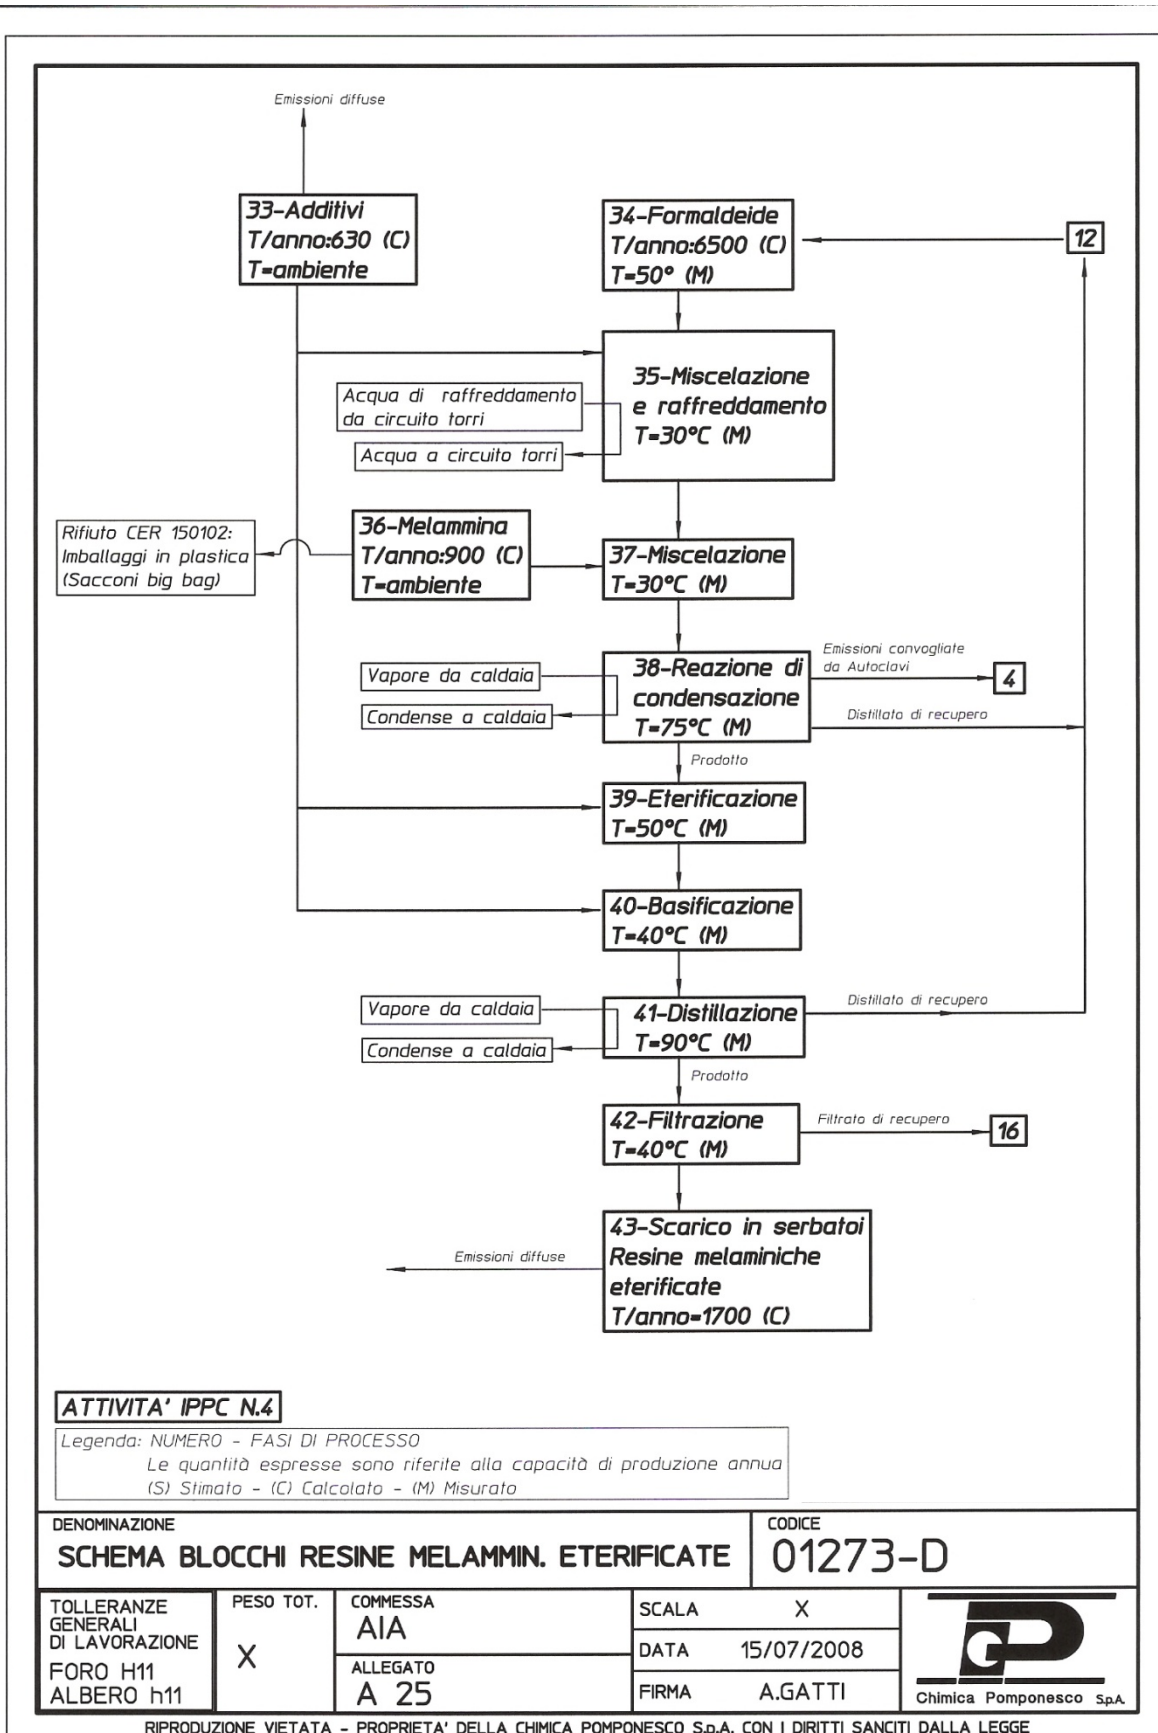 Emissioni diffuse
33-Additivi
T/anno:630 (C)
T=ambiente
34-Formaldeide
T/anno:6500 (C)
T=50° (M)
12
35-Miscelazione
e raffreddamento
T=30°C (M)
Acqua di raffreddamento
da circuito torri
Acqua a circuito torri
Rifiuto CER 150102:
Imballaggi in plastica
(Sacconi big bag)
36-Melammina
T/anno:900 (C)
T=ambiente
37-Miscelazione
T=30°C (M)
Vapore da caldaia
Condense a caldaia
38-Reazione di
condensazione
T=75°C (M)
Emissioni convogliate
da Autoclavi
4
Distillato di recupero
Prodotto
39-Eterificazione
T=50°C (M)
40-Basificazione
T=40°C (M)
Vapore da caldaia
Condense a caldaia
41-Distillazione
T=90°C (M)
Distillato di recupero
Prodotto
42-Filtrazione
T=40°C (M)
Filtrato di recupero
16
43-Scarico in serbatoi
Resine melaminiche
eterificate
T/anno=1700 (C)
Emissioni diffuse
ATTIVITA' IPPC N.4
Legenda: NUMERO - FASI DI PROCESSO
Le quantità espresse sono riferite alla capacità di produzione annua
(S) Stimato - (C) Calcolato - (M) Misurato
DENOMINAZIONE
SCHEMA BLOCCHI RESINE MELAMMIN. ETERIFICATE
CODICE
01273-D
TOLLERANZE
GENERALI
DI LAVORAZIONE
FORO H11
ALBERO h11
PESO TOT.
X
COMMESSA
AIA
ALLEGATO
A 25
SCALA X
DATA 15/07/2008
FIRMA A.GATTI
Chimica Pomponesco S.p.A.
RIPRODUZIONE VIETATA - PROPRIETA' DELLA CHIMICA POMPONESCO S.p.A. CON I DIRITTI SANCITI DALLA LEGGE